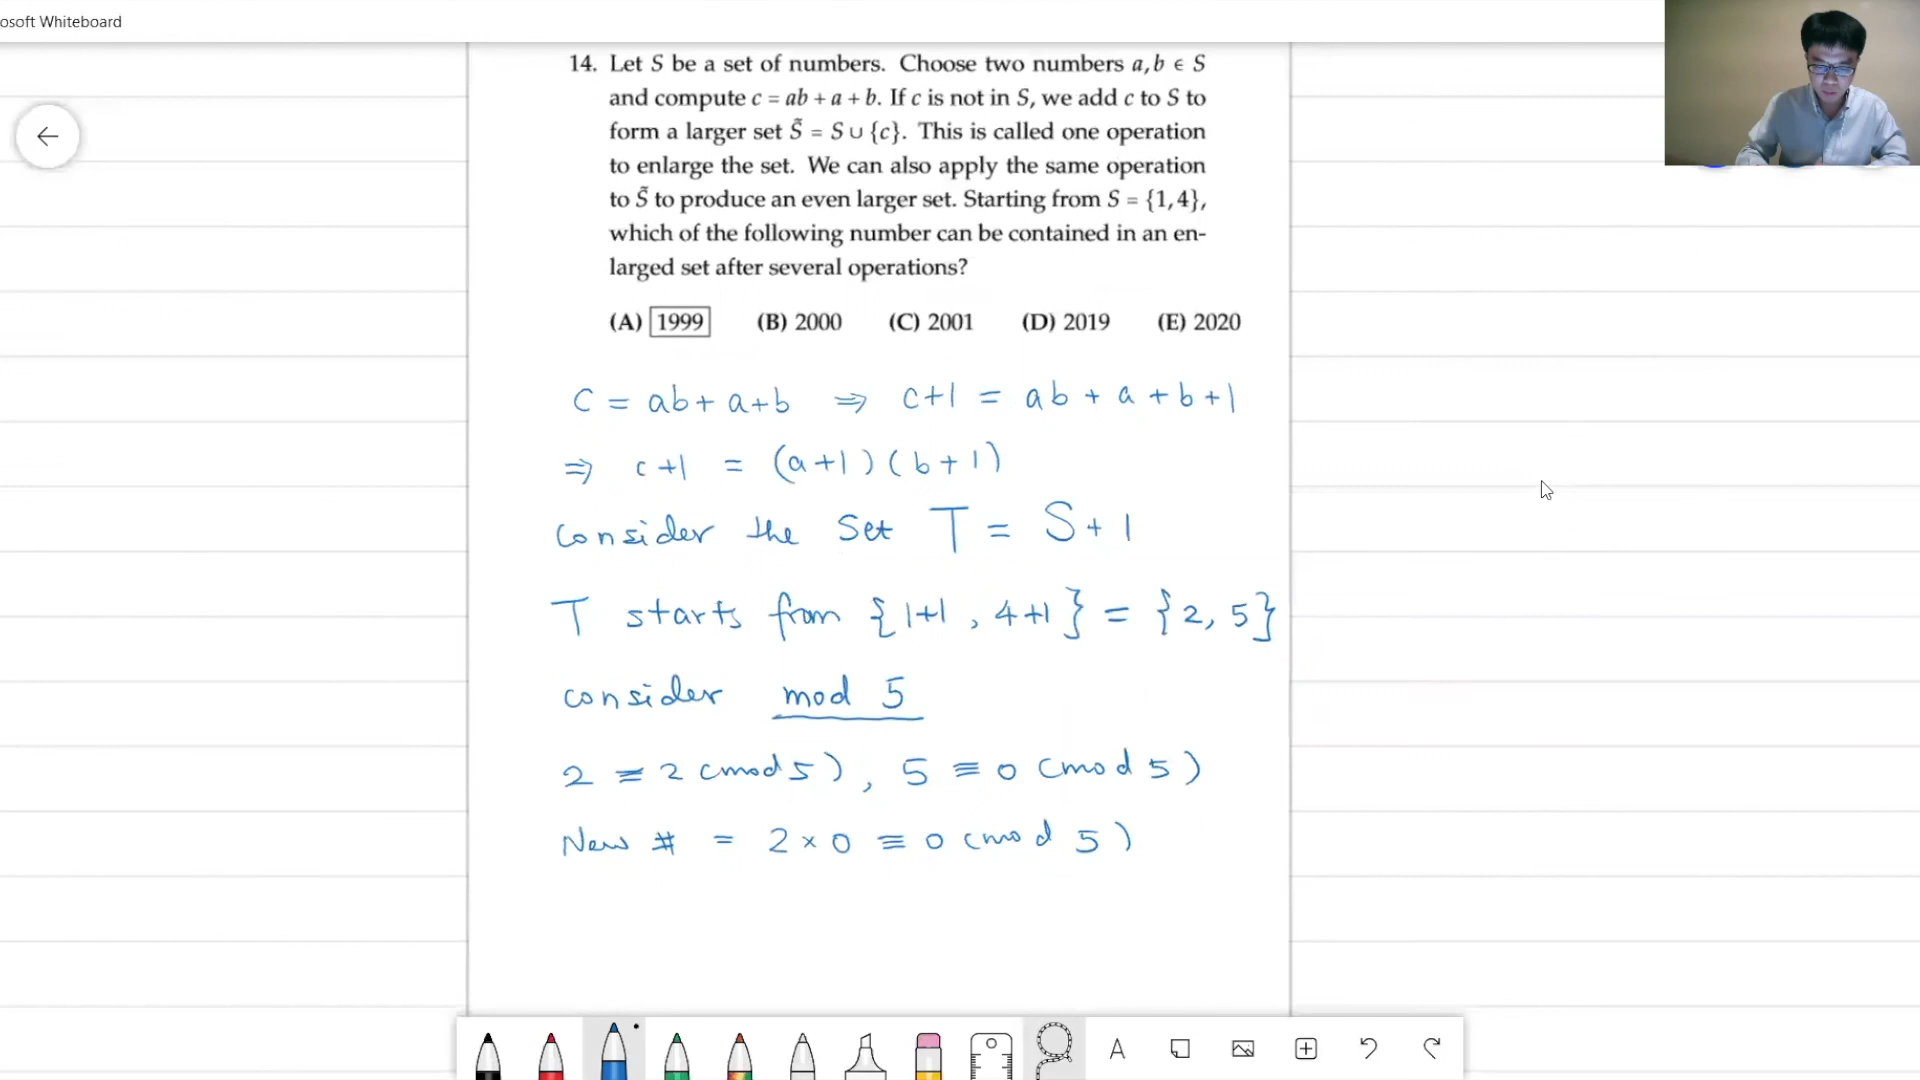 osoft Whiteboard
14. Let S be a set of numbers. Choose two numbers a, b ∈ S
and compute c = ab + a + b. If c is not in S, we add c to S to
form a larger set S̃ = S ∪ {c}. This is called one operation
to enlarge the set. We can also apply the same operation
to S̃ to produce an even larger set. Starting from S = {1,4},
which of the following number can be contained in an en-
larged set after several operations?
(A) 1999 (B) 2000 (C) 2001 (D) 2019 (E) 2020
C = ab + a+b ⇒ c+1 = ab + a + b +1
⇒ c+1 = (a+1)(b+1)
Consider the Set T = S + 1
T starts from {1+1, 4+1} = {2, 5}
consider mod 5
2 ≡ 2 (mod 5), 5 ≡ 0 (mod 5)
New # = 2 × 0 ≡ 0 (mod 5)
A